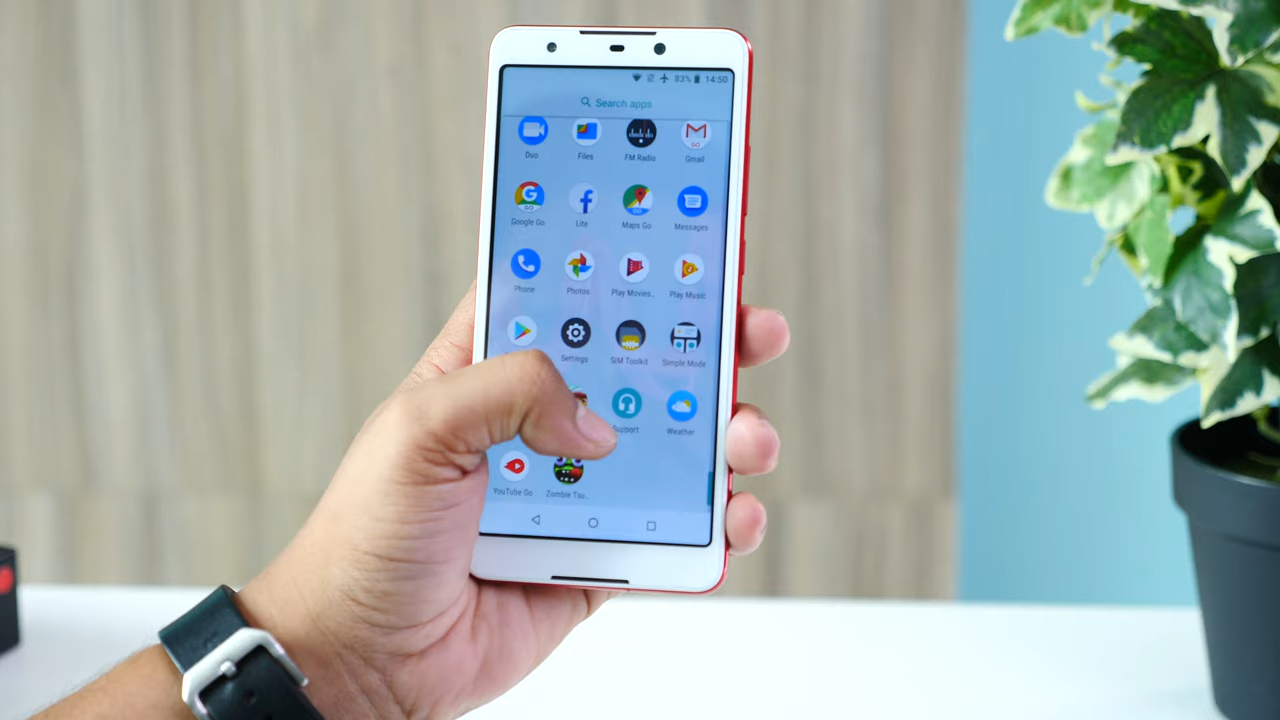 83% 14:50
Search apps
Duo Files FM Radio Gmail
GO
Google Go Lite Maps Go Messages
Phone Photos Play Movies.. Play Music
Settings SIM Toolkit Simple Mode
Support Weather
YouTube Go Zombie Tsu..